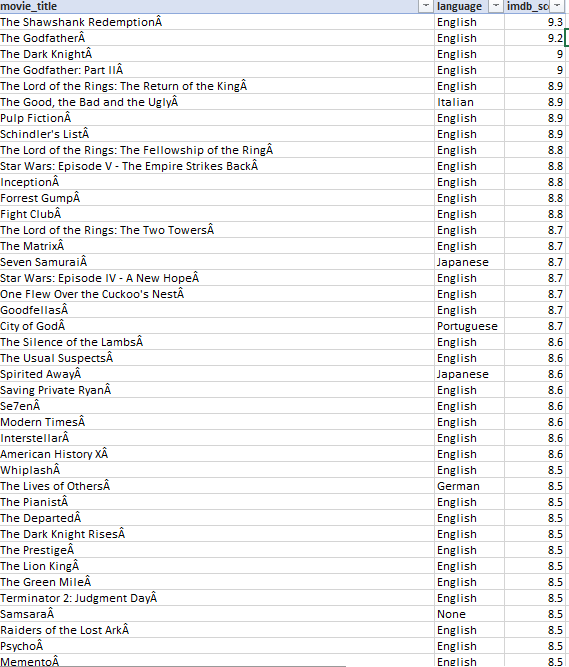 movie_title language imdb_sc
The Shawshank RedemptionÂ English 9.3
The GodfatherÂ English 9.2
The Dark KnightÂ English 9
The Godfather: Part IIÂ English 9
The Lord of the Rings: The Return of the KingÂ English 8.9
The Good, the Bad and the UglyÂ Italian 8.9
Pulp FictionÂ English 8.9
Schindler's ListÂ English 8.9
The Lord of the Rings: The Fellowship of the RingÂ English 8.8
Star Wars: Episode V - The Empire Strikes BackÂ English 8.8
InceptionÂ English 8.8
Forrest GumpÂ English 8.8
Fight ClubÂ English 8.8
The Lord of the Rings: The Two TowersÂ English 8.7
The MatrixÂ English 8.7
Seven SamuraiÂ Japanese 8.7
Star Wars: Episode IV - A New HopeÂ English 8.7
One Flew Over the Cuckoo's NestÂ English 8.7
GoodfellasÂ English 8.7
City of GodÂ Portuguese 8.7
The Silence of the LambsÂ English 8.6
The Usual SuspectsÂ English 8.6
Spirited AwayÂ Japanese 8.6
Saving Private RyanÂ English 8.6
Se7enÂ English 8.6
Modern TimesÂ English 8.6
InterstellarÂ English 8.6
American History XÂ English 8.6
WhiplashÂ English 8.5
The Lives of OthersÂ German 8.5
The PianistÂ English 8.5
The DepartedÂ English 8.5
The Dark Knight RisesÂ English 8.5
The PrestigeÂ English 8.5
The Lion KingÂ English 8.5
The Green MileÂ English 8.5
Terminator 2: Judgment DayÂ English 8.5
SamsaraÂ None 8.5
Raiders of the Lost ArkÂ English 8.5
PsychoÂ English 8.5
MementoÂ English 8.5